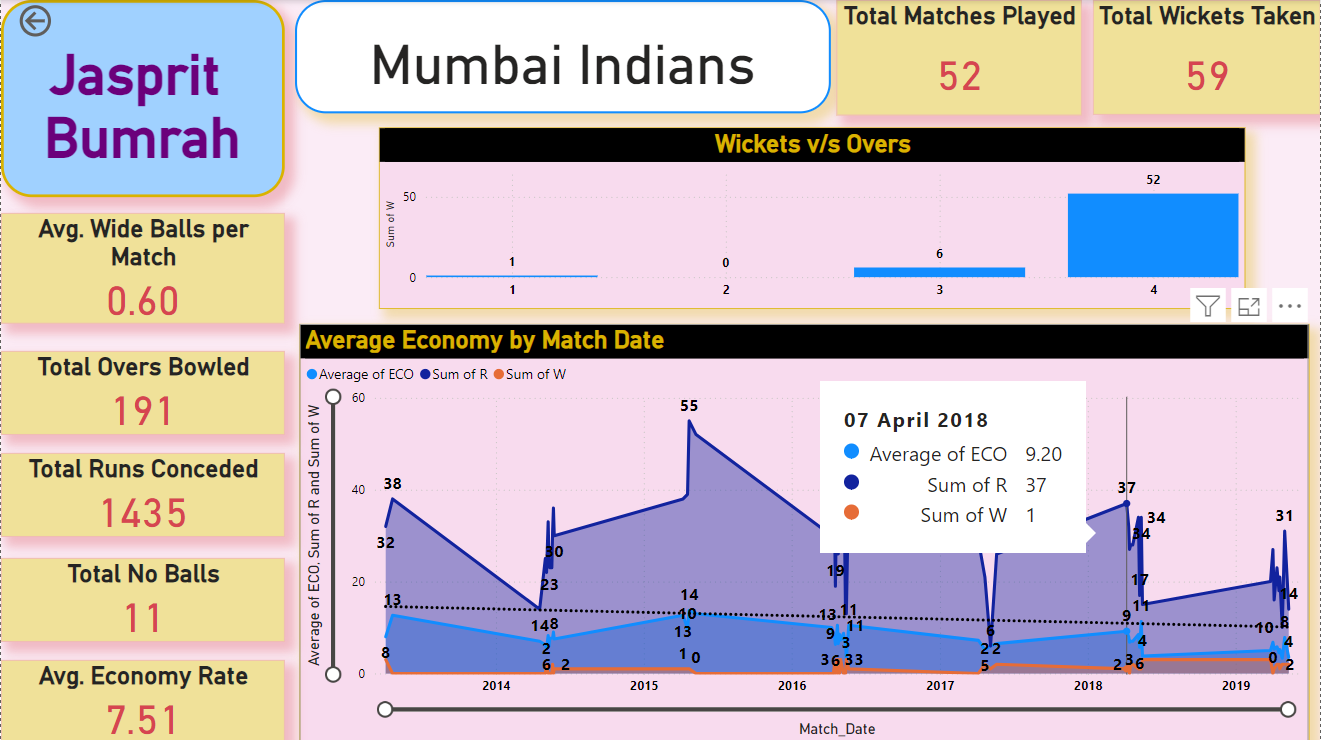 Jasprit
Bumrah
Mumbai Indians
Total Matches Played
52
Total Wickets Taken
59
Avg. Wide Balls per
Match
0.60
Total Overs Bowled
191
Total Runs Conceded
1435
Total No Balls
11
Avg. Economy Rate
7.51
Wickets v/s Overs
Sum of W
50
0
1
0
6
52
1
2
3
4
Average Economy by Match Date
Average of ECO Sum of R Sum of W
Average of ECO, Sum of R and Sum of W
60
40
20
0
38
32
13
8
30
23
14 8
2
6 2
55
14
10
13
1 0
19
13 11
9 11
3
3 6 3 3
6
2 2
5
37
34
34
17
11
9
4
2 3 6
31
14
10 8
4
0 2
07 April 2018
Average of ECO 9.20
Sum of R 37
Sum of W 1
2014 2015 2016 2017 2018 2019
Match_Date